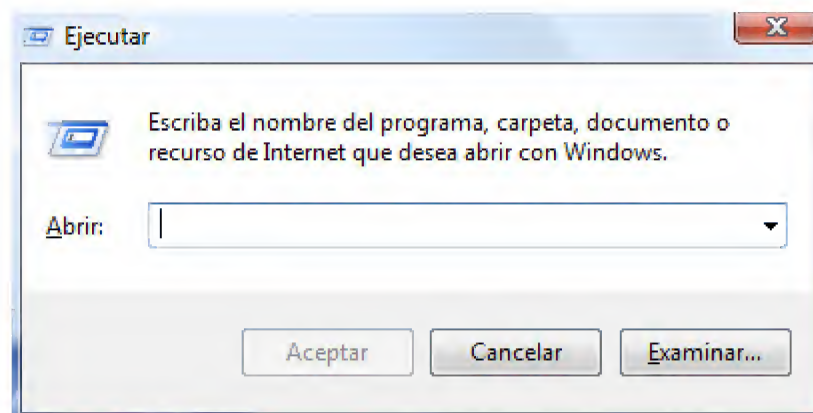 Ejecutar
Escriba el nombre del programa, carpeta, documento o
recurso de Internet que desea abrir con Windows.
Abrir:
Aceptar Cancelar Examinar...